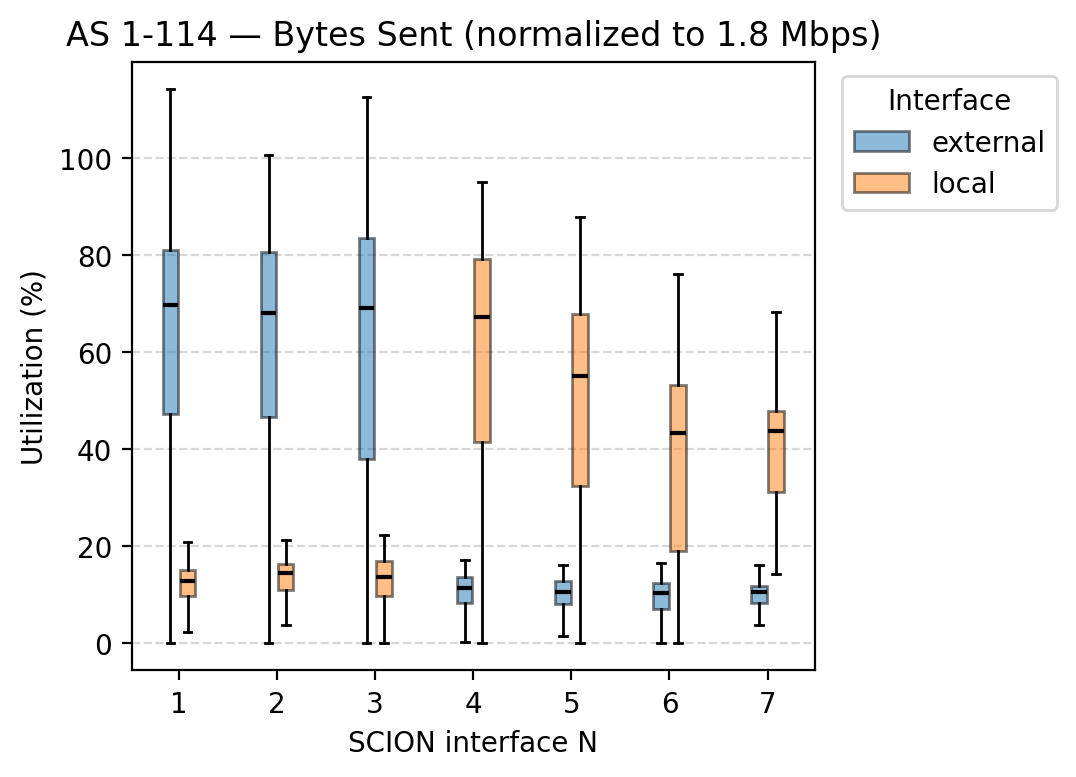 AS 1-114 — Bytes Sent (normalized to 1.8 Mbps)
Interface
external
local
Utilization (%)
100
80
60
40
20
0
1 2 3 4 5 6 7
SCION interface N